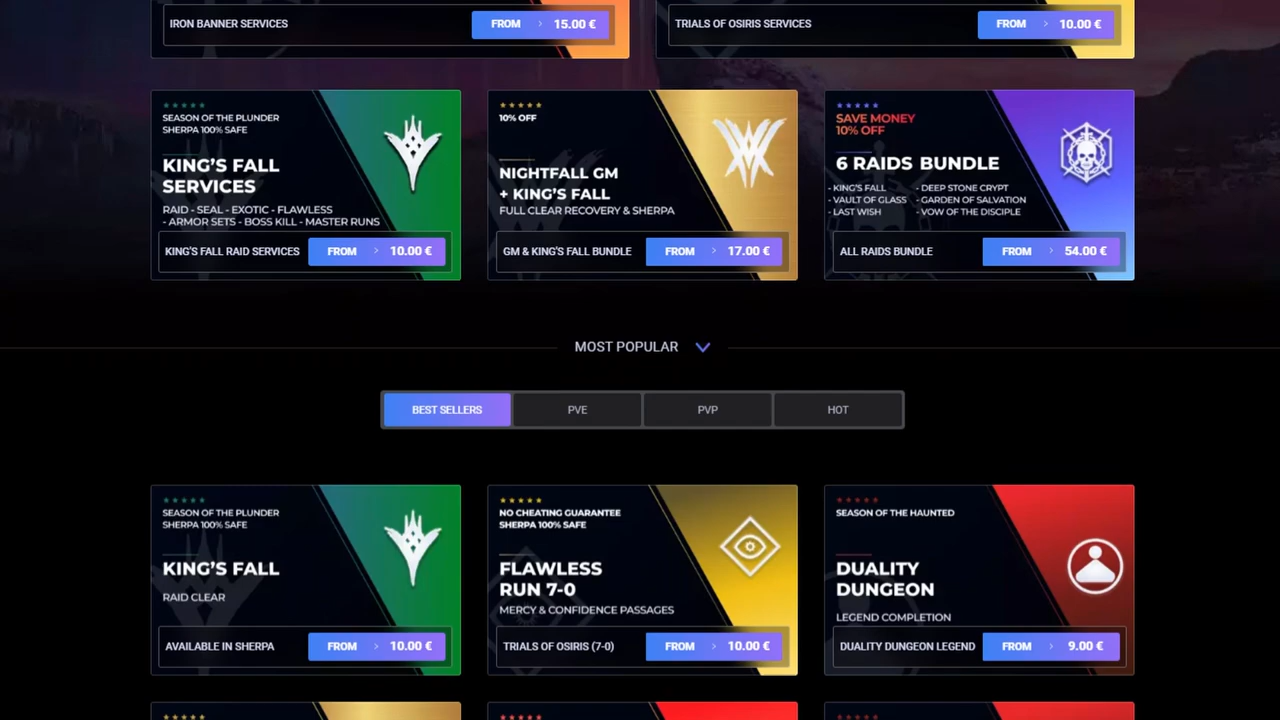 IRON BANNER SERVICES
FROM > 15.00 €
TRIALS OF OSIRIS SERVICES
FROM > 10.00 €
SEASON OF THE PLUNDER
SHERPA 100% SAFE
KING'S FALL
SERVICES
RAID - SEAL - EXOTIC - FLAWLESS
- ARMOR SETS - BOSS KILL - MASTER RUNS
KING'S FALL RAID SERVICES
FROM > 10.00 €
10% OFF
NIGHTFALL GM
+ KING'S FALL
FULL CLEAR RECOVERY & SHERPA
GM & KING'S FALL BUNDLE
FROM > 17.00 €
SAVE MONEY
10% OFF
6 RAIDS BUNDLE
- KING'S FALL - DEEP STONE CRYPT
- VAULT OF GLASS - GARDEN OF SALVATION
- LAST WISH - VOW OF THE DISCIPLE
ALL RAIDS BUNDLE
FROM > 54.00 €
MOST POPULAR
BEST SELLERS
PVE
PVP
HOT
SEASON OF THE PLUNDER
SHERPA 100% SAFE
KING'S FALL
RAID CLEAR
AVAILABLE IN SHERPA
FROM > 10.00 €
NO CHEATING GUARANTEE
SHERPA 100% SAFE
FLAWLESS
RUN 7-0
MERCY & CONFIDENCE PASSAGES
TRIALS OF OSIRIS (7-0)
FROM > 10.00 €
SEASON OF THE HAUNTED
DUALITY
DUNGEON
LEGEND COMPLETION
DUALITY DUNGEON LEGEND
FROM > 9.00 €